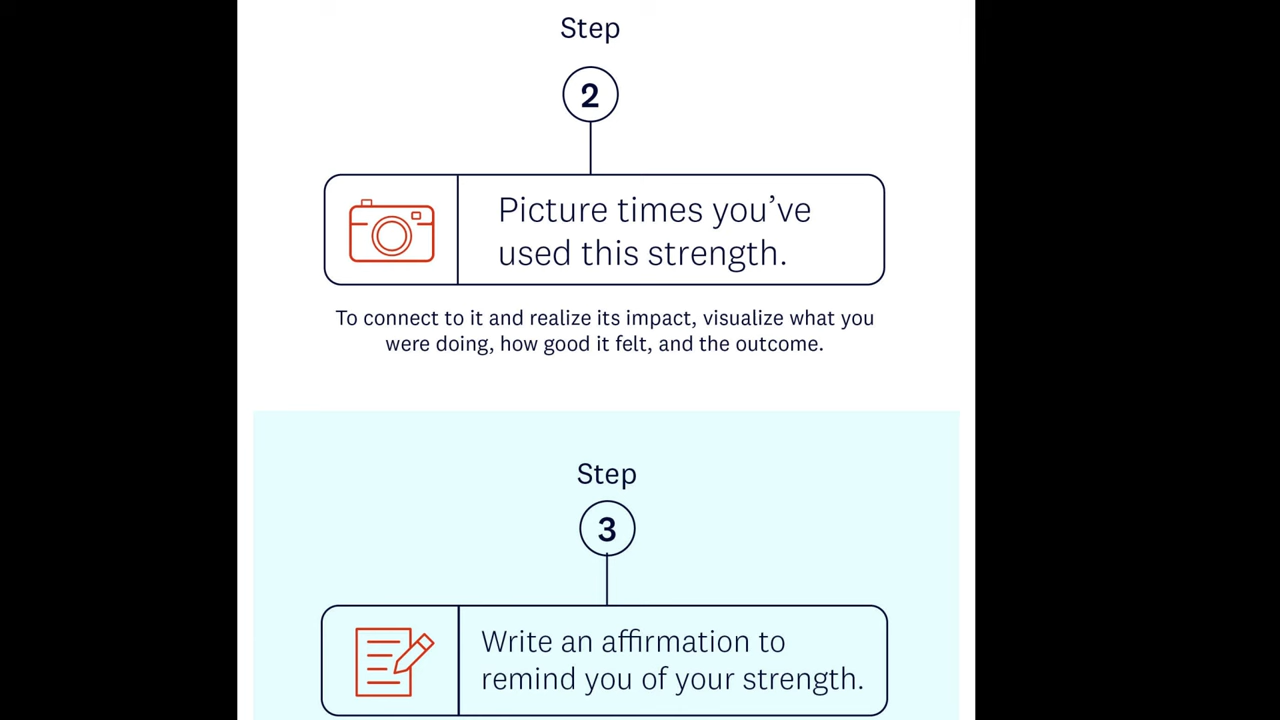 Step
2
Picture times you’ve
used this strength.
To connect to it and realize its impact, visualize what you
were doing, how good it felt, and the outcome.
Step
3
Write an affirmation to
remind you of your strength.